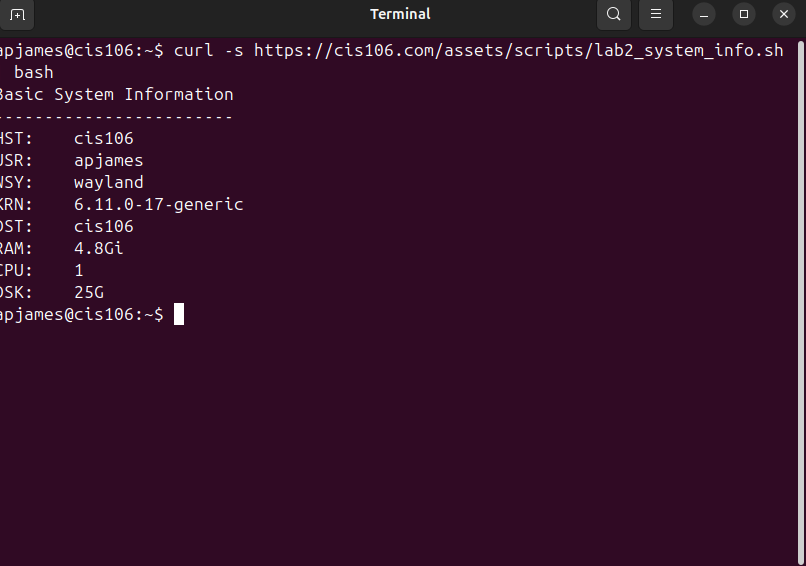 Terminal
apjames@cis106:~$ curl -s https://cis106.com/assets/scripts/lab2_system_info.sh
bash
Basic System Information
------------------------
HST:    cis106
USR:    apjames
WSY:    wayland
KRN:    6.11.0-17-generic
DST:    cis106
RAM:    4.8Gi
CPU:    1
DSK:    25G
apjames@cis106:~$